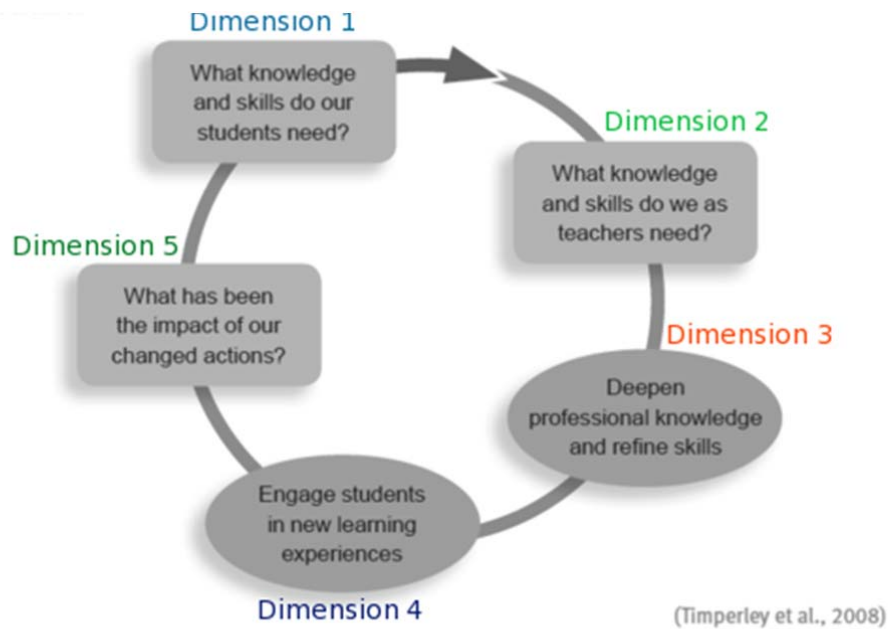 Dimension 1
What knowledge
and skills do our
students need?
Dimension 2
What knowledge
and skills do we as
teachers need?
Dimension 3
Deepen
professional knowledge
and refine skills
Engage students
in new learning
experiences
Dimension 4
Dimension 5
What has been
the impact of our
changed actions?
(Timperley et al., 2008)